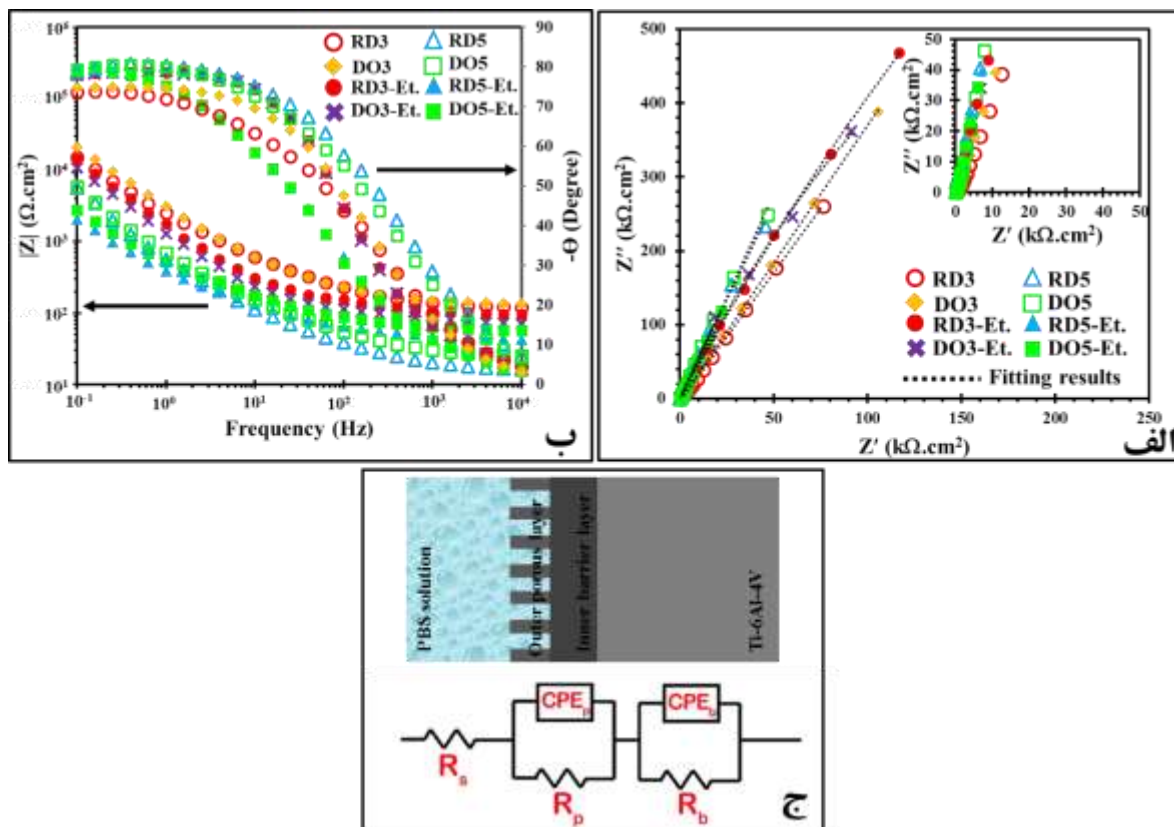 10⁶
10⁵
10⁴
10³
10²
10¹
|Z| (Ω.cm²)
90
80
70
60
50
40
30
20
10
0
-Θ (Degree)
RD3
RD5
DO3
DO5
RD3-Et.
RD5-Et.
DO3-Et.
DO5-Et.
10⁻¹
10⁰
10¹
10²
10³
10⁴
Frequency (Hz)
ب
500
400
300
200
100
0
Z″ (kΩ.cm²)
0
50
100
150
200
250
Z′ (kΩ.cm²)
50
40
30
20
10
0
Z″ (kΩ.cm²)
0 10 20 30 40 50
Z′ (kΩ.cm²)
RD3
RD5
DO3
DO5
RD3-Et.
RD5-Et.
DO3-Et.
DO5-Et.
Fitting results
الف
PBS solution
Outer porous layer
Inner barrier layer
Ti-6Al-4V
CPEₚ
CPE_b
Rₛ
Rₚ
R_b
ج